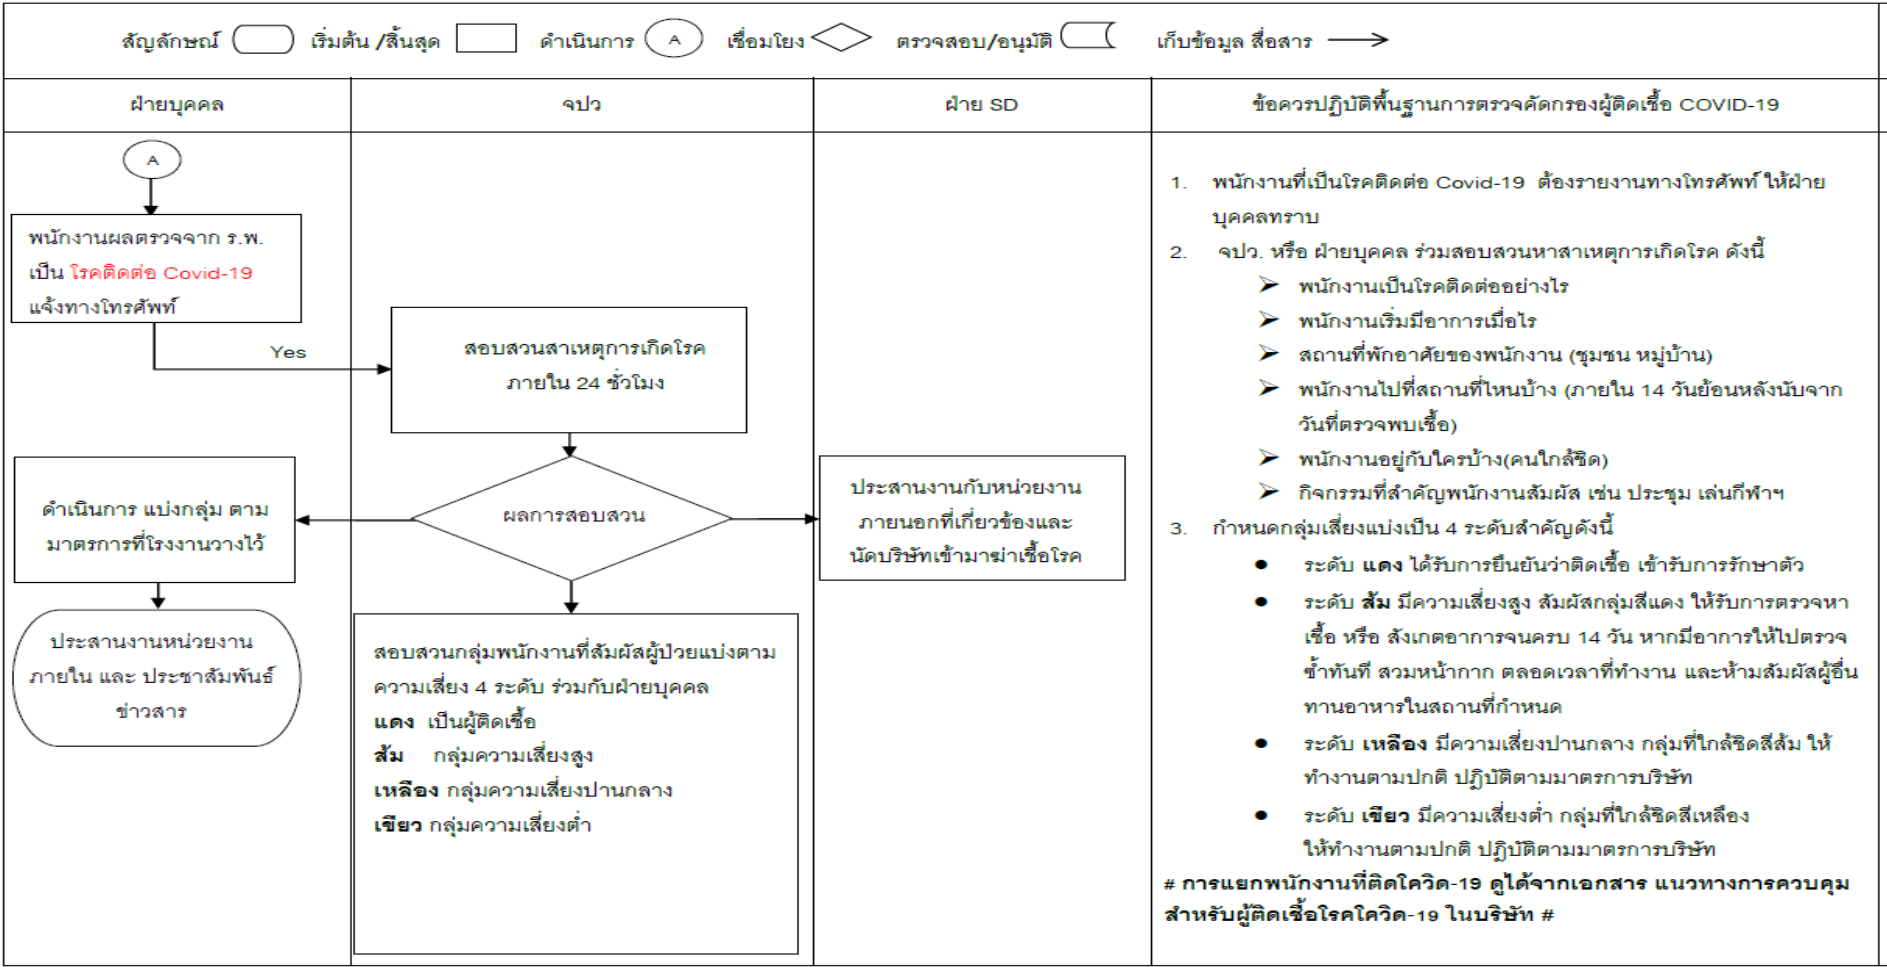 สัญลักษณ์ เริ่มต้น /สิ้นสุด ดำเนินการ A เชื่อมโยง ตรวจสอบ/อนุมัติ เก็บข้อมูล สื่อสาร
ฝ่ายบุคคล
จปว
ฝ่าย SD
ข้อควรปฏิบัติพื้นฐานการตรวจคัดกรองผู้ติดเชื้อ COVID-19
A
พนักงานผลตรวจจาก ร.พ.
เป็น โรคติดต่อ Covid-19
แจ้งทางโทรศัพท์
Yes
ดำเนินการ แบ่งกลุ่ม ตาม
มาตรการที่โรงงานวางไว้
ประสานงานหน่วยงาน
ภายใน และ ประชาสัมพันธ์
ข่าวสาร
สอบสวนสาเหตุการเกิดโรค
ภายใน 24 ชั่วโมง
ผลการสอบสวน
สอบสวนกลุ่มพนักงานที่สัมผัสผู้ป่วยแบ่งตาม
ความเสี่ยง 4 ระดับ ร่วมกับฝ่ายบุคคล
แดง เป็นผู้ติดเชื้อ
ส้ม กลุ่มความเสี่ยงสูง
เหลือง กลุ่มความเสี่ยงปานกลาง
เขียว กลุ่มความเสี่ยงต่ำ
ประสานงานกับหน่วยงาน
ภายนอกที่เกี่ยวข้องและ
นัดบริษัทเข้ามาฆ่าเชื้อโรค
1. พนักงานที่เป็นโรคติดต่อ Covid-19 ต้องรายงานทางโทรศัพท์ ให้ฝ่าย
บุคคลทราบ
2. จปว. หรือ ฝ่ายบุคคล ร่วมสอบสวนหาสาเหตุการเกิดโรค ดังนี้
➢ พนักงานเป็นโรคติดต่ออย่างไร
➢ พนักงานเริ่มมีอาการเมื่อไร
➢ สถานที่พักอาศัยของพนักงาน (ชุมชน หมู่บ้าน)
➢ พนักงานไปที่สถานที่ไหนบ้าง (ภายใน 14 วันย้อนหลังนับจาก
วันที่ตรวจพบเชื้อ)
➢ พนักงานอยู่กับใครบ้าง(คนใกล้ชิด)
➢ กิจกรรมที่สำคัญพนักงานสัมผัส เช่น ประชุม เล่นกีฬาฯ
3. กำหนดกลุ่มเสี่ยงแบ่งเป็น 4 ระดับสำคัญดังนี้
● ระดับ แดง ได้รับการยืนยันว่าติดเชื้อ เข้ารับการรักษาตัว
● ระดับ ส้ม มีความเสี่ยงสูง สัมผัสกลุ่มสีแดง ให้รับการตรวจหา
เชื้อ หรือ สังเกตอาการจนครบ 14 วัน หากมีอาการให้ไปตรวจ
ซ้ำทันที สวมหน้ากาก ตลอดเวลาที่ทำงาน และห้ามสัมผัสผู้อื่น
ทานอาหารในสถานที่กำหนด
● ระดับ เหลือง มีความเสี่ยงปานกลาง กลุ่มที่ใกล้ชิดสีส้ม ให้
ทำงานตามปกติ ปฏิบัติตามมาตรการบริษัท
● ระดับ เขียว มีความเสี่ยงต่ำ กลุ่มที่ใกล้ชิดสีเหลือง
ให้ทำงานตามปกติ ปฏิบัติตามมาตรการบริษัท
# การแยกพนักงานที่ติดโควิด-19 ดูได้จากเอกสาร แนวทางการควบคุม
สำหรับผู้ติดเชื้อโรคโควิด-19 ในบริษัท #